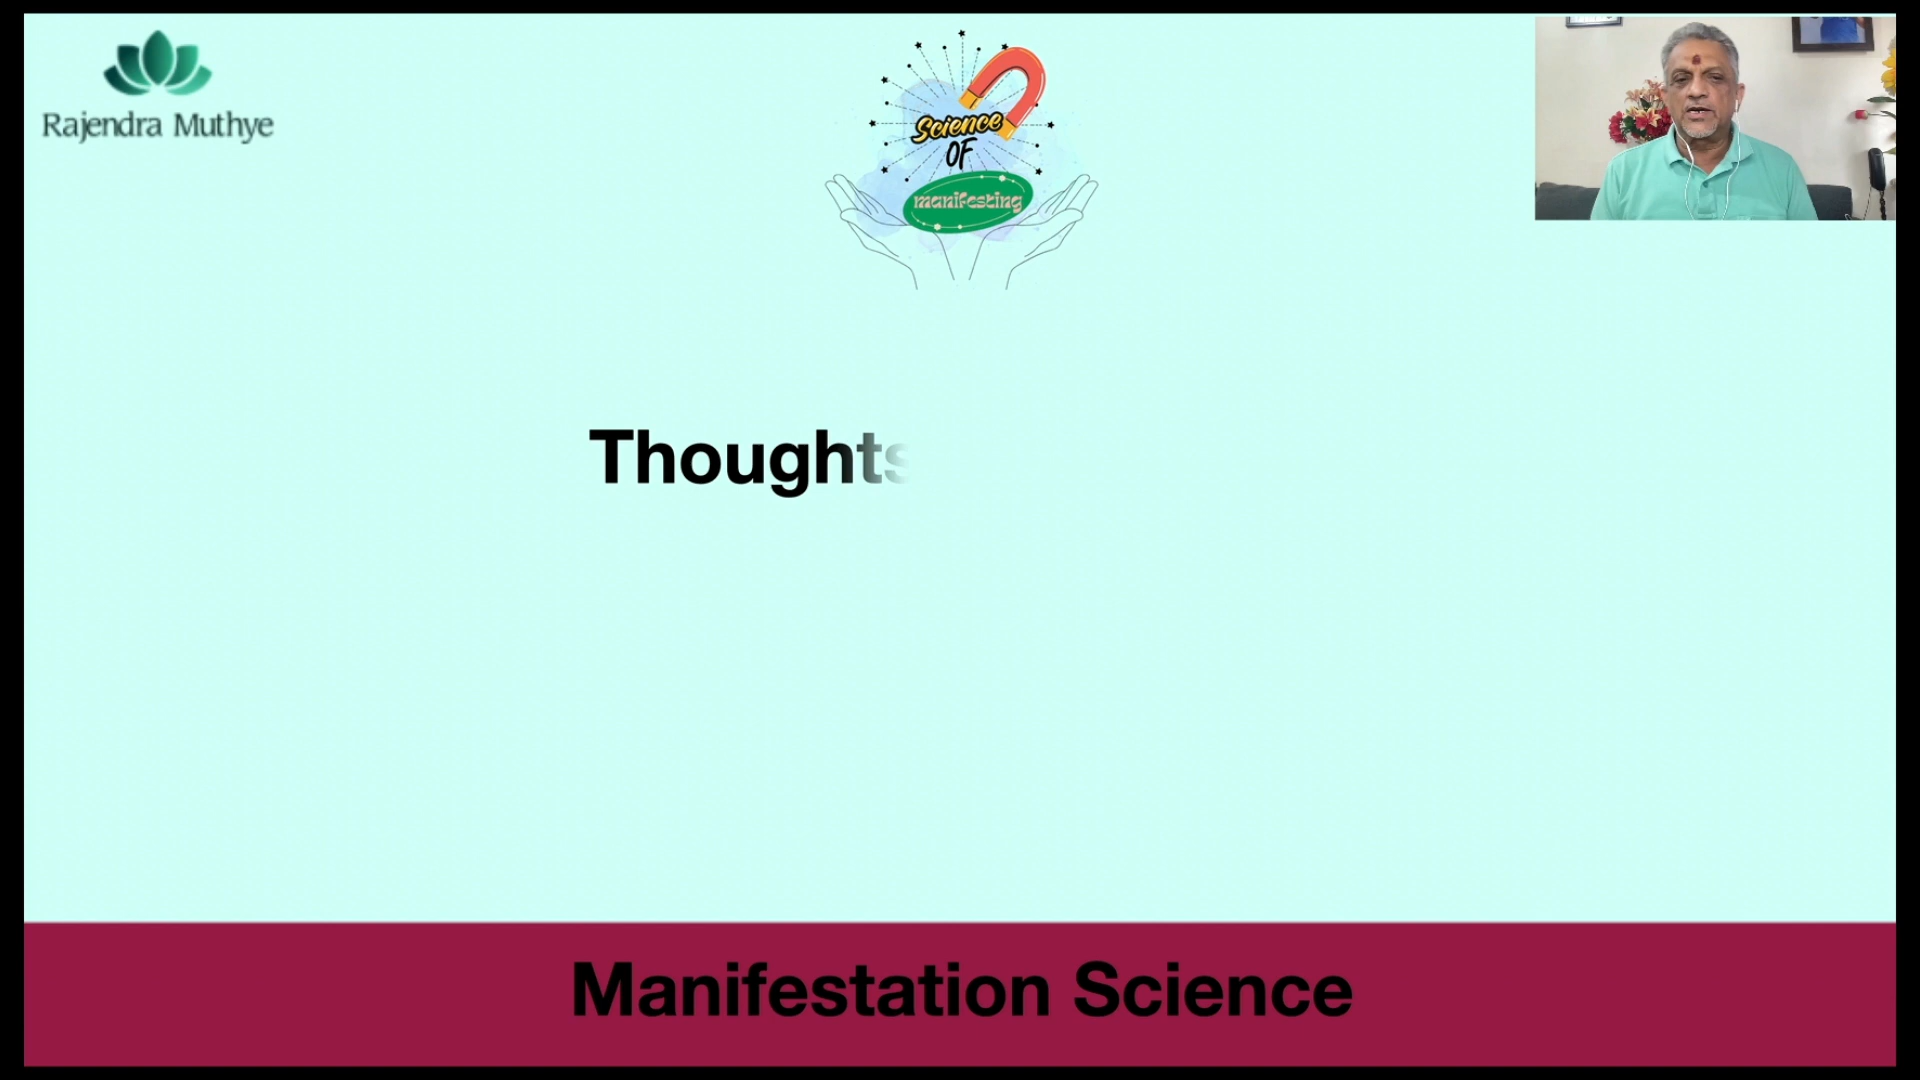 Rajendra Muthye
Science
OF
manifesting
Thoughts
Manifestation Science